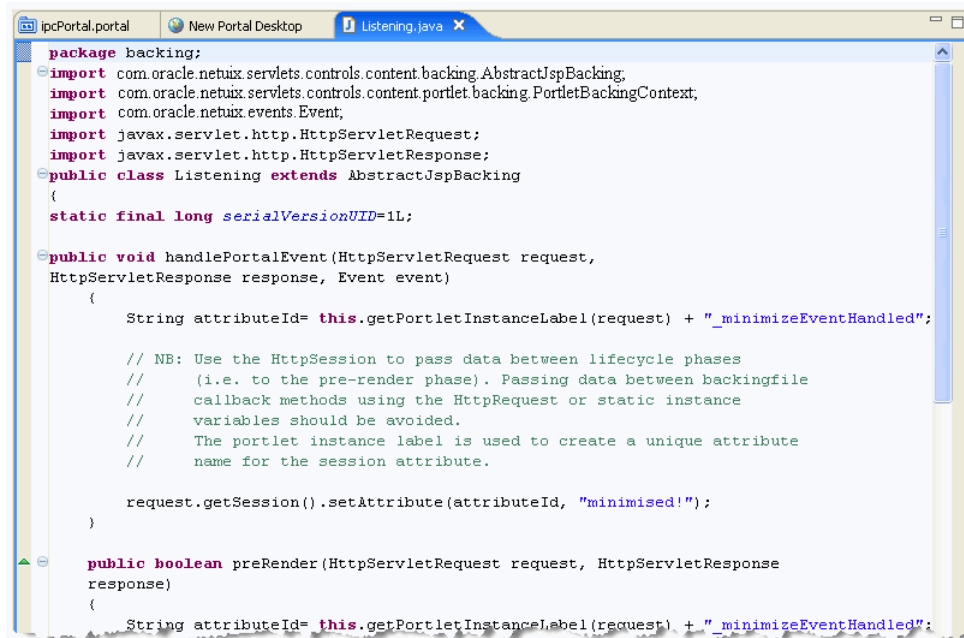 ipcPortal.portal New Portal Desktop Listening.java
package backing;
import com.oracle.netuix.servlets.controls.content.backing.AbstractJspBacking;
import com.oracle.netuix.servlets.controls.content.portlet.backing.PortletBackingContext;
import com.oracle.netuix.events.Event;
import javax.servlet.http.HttpServletRequest;
import javax.servlet.http.HttpServletResponse;
public class Listening extends AbstractJspBacking
{
static final long serialVersionUID=1L;
public void handlePortalEvent(HttpServletRequest request,
HttpServletResponse response, Event event)
{
String attributeId= this.getPortletInstanceLabel(request) + "_minimizeEventHandled";
// NB: Use the HttpSession to pass data between lifecycle phases
// (i.e. to the pre-render phase). Passing data between backingfile
// callback methods using the HttpRequest or static instance
// variables should be avoided.
// The portlet instance label is used to create a unique attribute
// name for the session attribute.
request.getSession().setAttribute(attributeId, "minimised!");
}
public boolean preRender(HttpServletRequest request, HttpServletResponse
response)
{
String attributeId= this.getPortletInstanceLabel(request) + "_minimizeEventHandled";